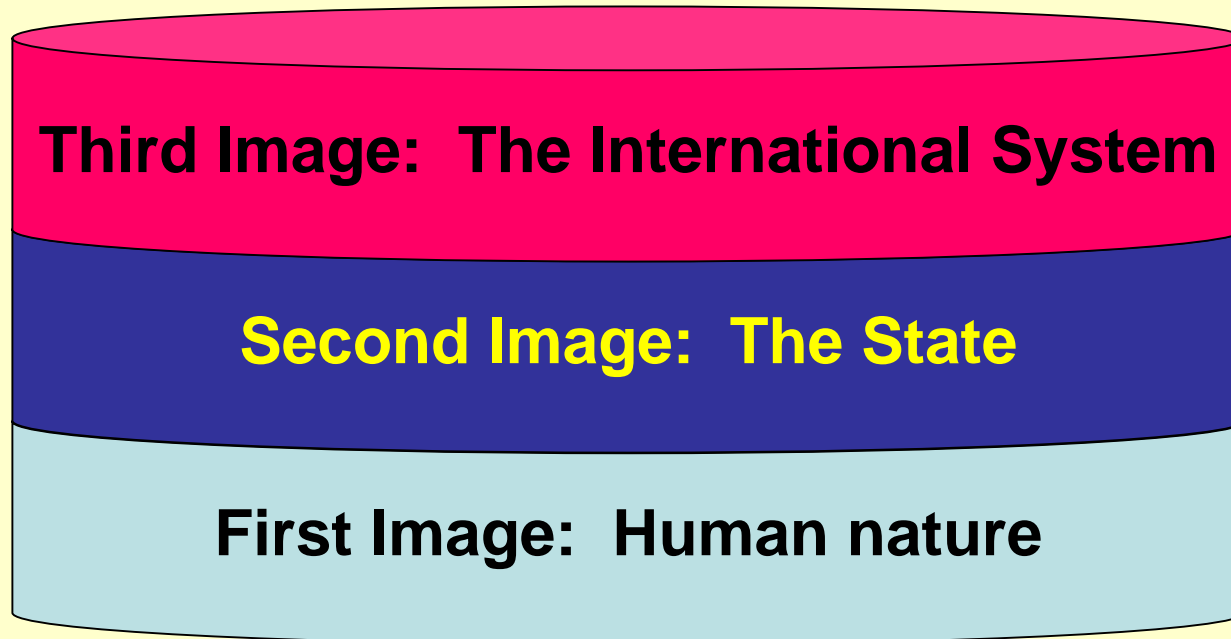 Third Image:  The International System
Second Image:  The State
First Image:  Human nature